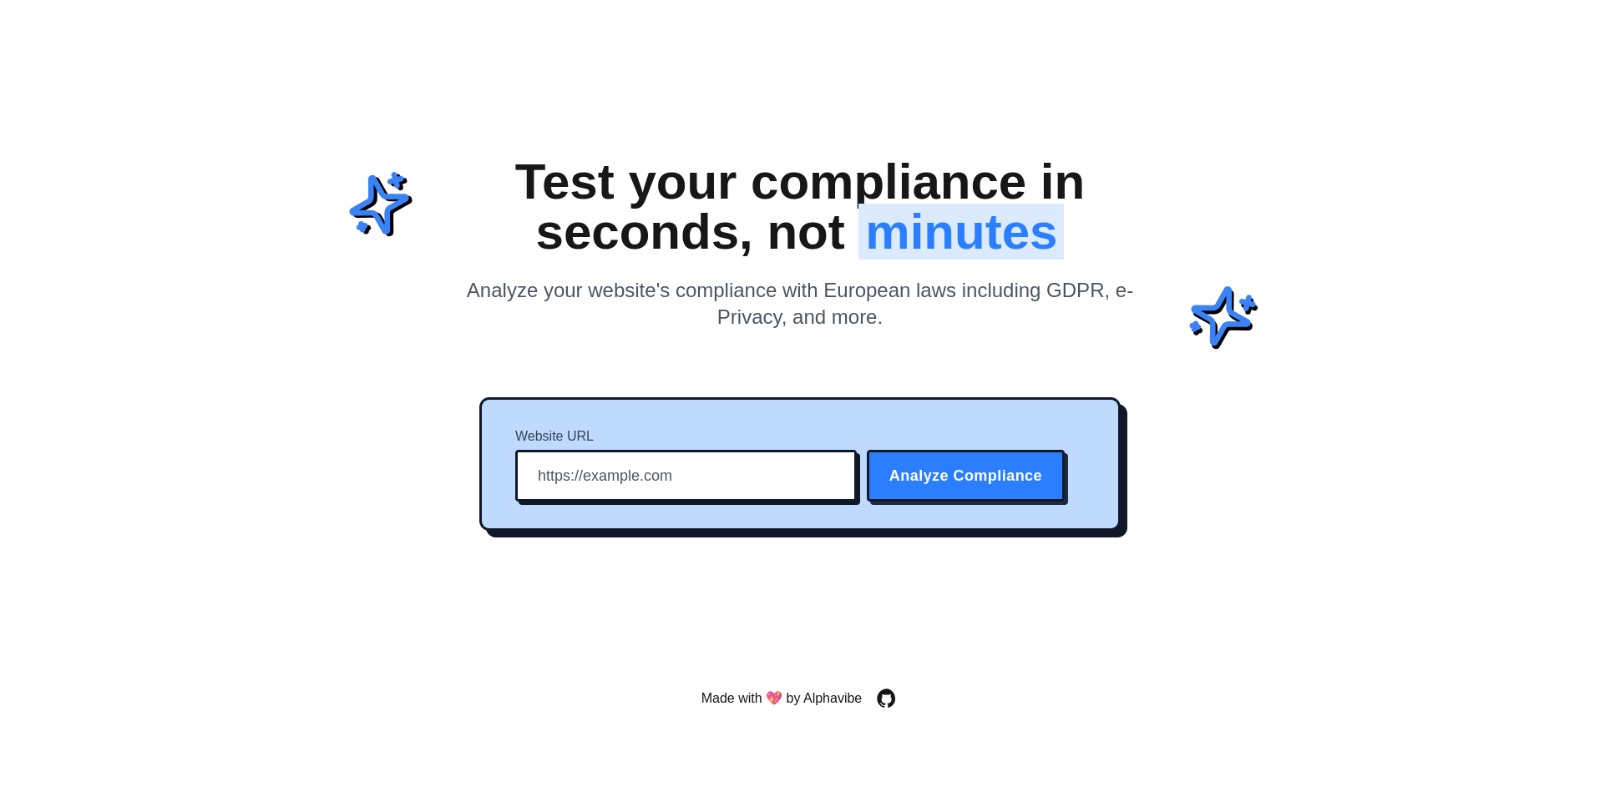 Test your compliance in
seconds, not minutes
Analyze your website's compliance with European laws including GDPR, e-
Privacy, and more.
Website URL
https://example.com
Analyze Compliance
Made with 💖 by Alphavibe